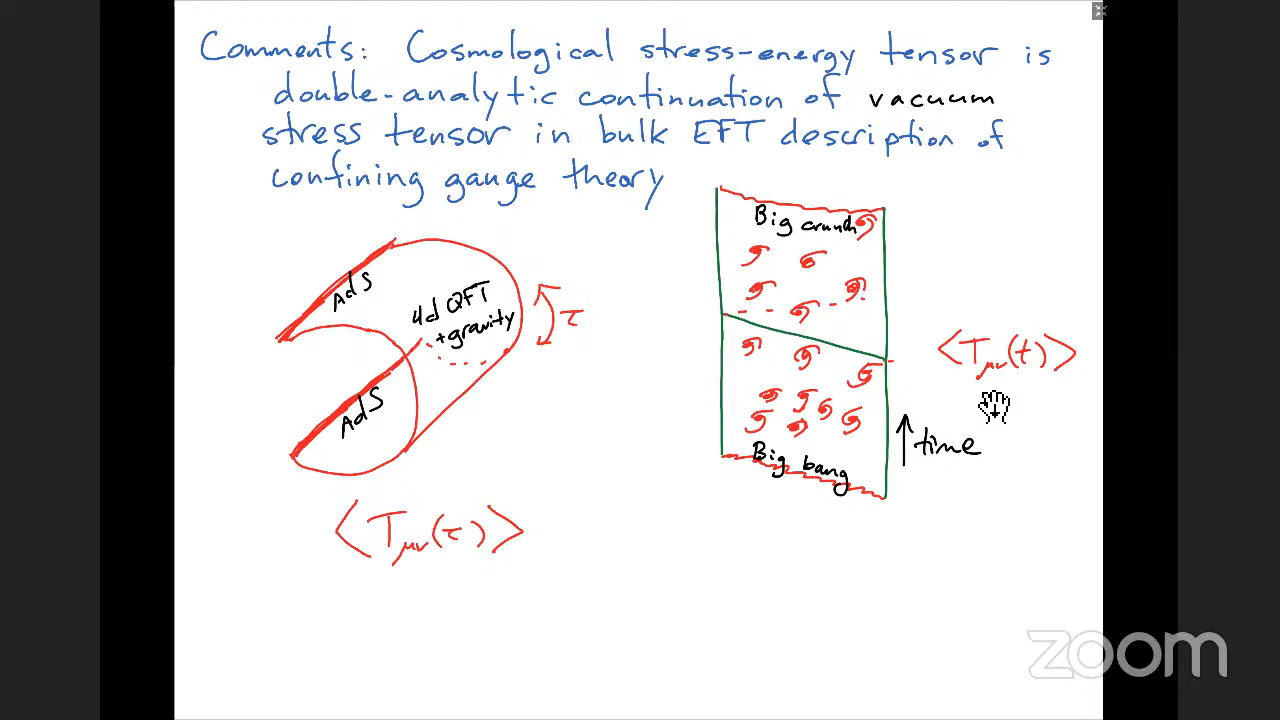 Comments: Cosmological stress-energy tensor is
double-analytic continuation of vacuum
stress tensor in bulk EFT description of
confining gauge theory
AdS
4d QFT
+gravity
τ
AdS
<Tμν(τ)>
Big crunch
<Tμν(t)>
time
Big bang
zoom